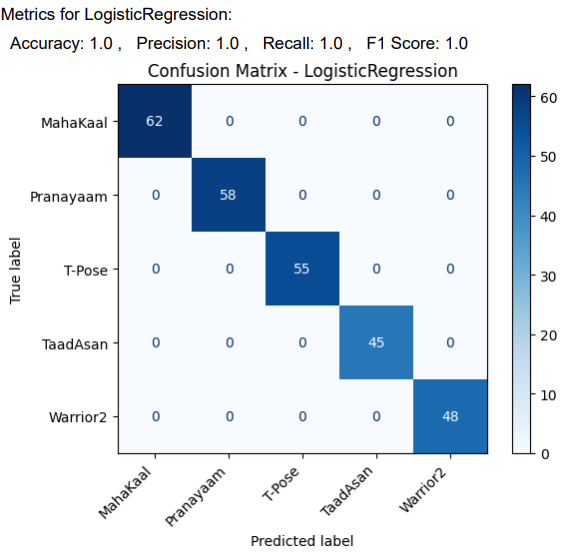 Metrics for LogisticRegression:
Accuracy: 1.0 , Precision: 1.0 , Recall: 1.0 , F1 Score: 1.0
Confusion Matrix - LogisticRegression
True label
MahaKaal 62 0 0 0 0
Pranayaam 0 58 0 0 0
T-Pose 0 0 55 0 0
TaadAsan 0 0 0 45 0
Warrior2 0 0 0 0 48
MahaKaal Pranayaam T-Pose TaadAsan Warrior2
Predicted label
60
50
40
30
20
10
0